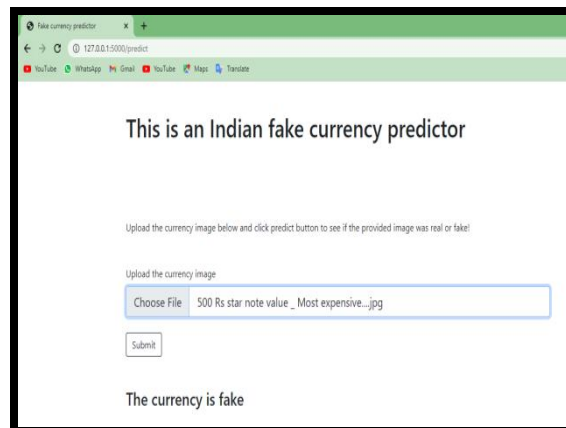 Fake currency predictor
127.0.0.1:5000/predict
YouTube WhatsApp Gmail YouTube Maps Translate
This is an Indian fake currency predictor
Upload the currency image below and click predict button to see if the provided image was real or fake!
Upload the currency image
Choose File 500 Rs star note value _ Most expensive....jpg
Submit
The currency is fake